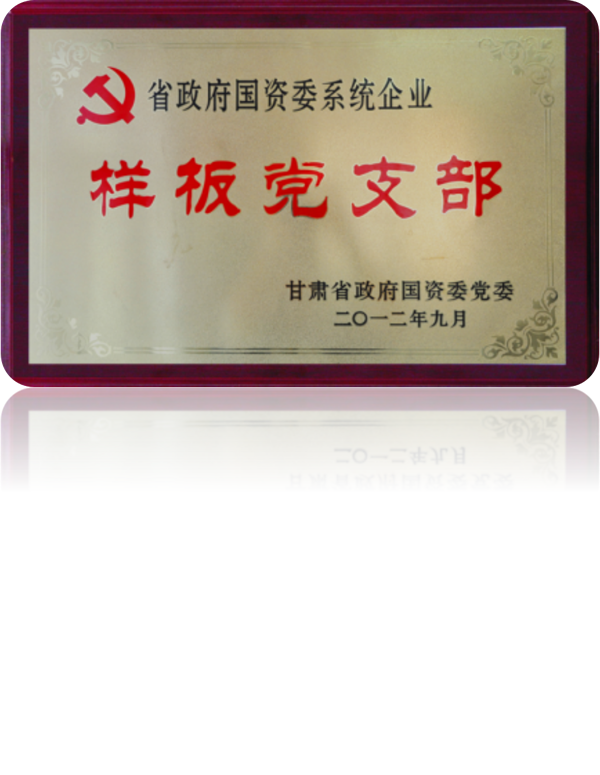 省政府国资委系统企业
样板党支部
甘肃省政府国资委党委
二〇一二年九月